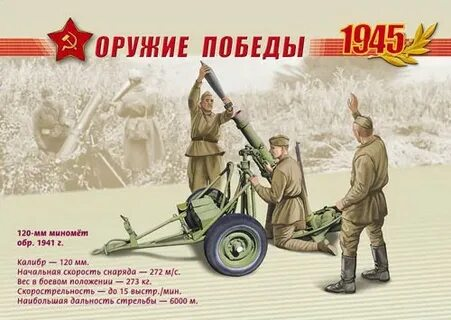 ОРУЖИЕ ПОБЕДЫ 1945
120-мм миномёт
обр. 1941 г.
Калибр — 120 мм.
Начальная скорость снаряда — 272 м/с.
Вес в боевом положении — 273 кг.
Скорострельность — до 15 выстр./мин.
Наибольшая дальность стрельбы — 6000 м.